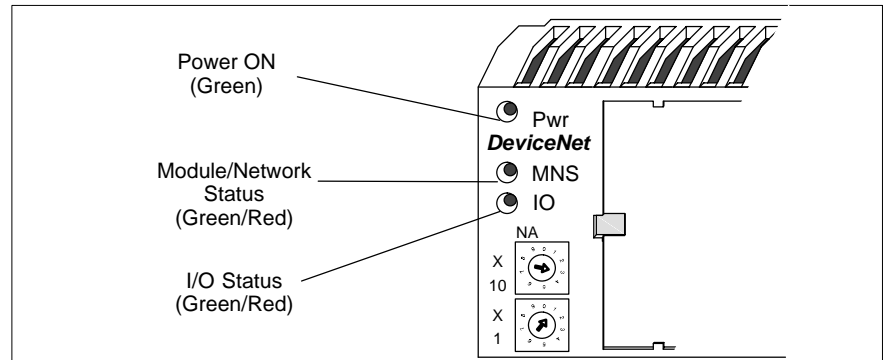 Power ON
(Green)
Pwr
DeviceNet
Module/Network
Status
(Green/Red)
MNS
IO
NA
I/O Status
(Green/Red)
X
10
X
1